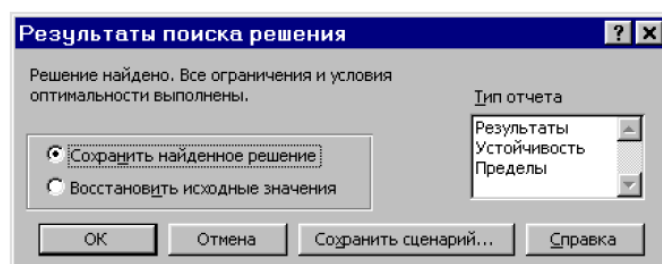 Результаты поиска решения
Решение найдено. Все ограничения и условия
оптимальности выполнены.
Тип отчета
Результаты
Устойчивость
Пределы
Сохранить найденное решение
Восстановить исходные значения
ОК
Отмена
Сохранить сценарий...
Справка